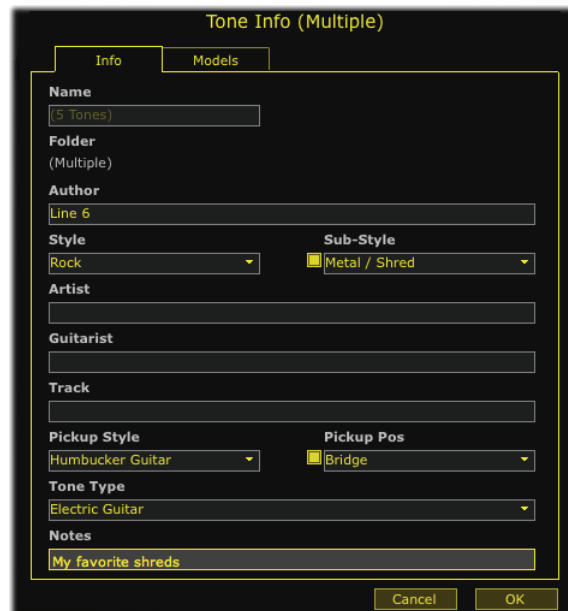 Tone Info (Multiple)
Info Models
Name
(5 Tones)
Folder
(Multiple)
Author
Line 6
Style Sub-Style
Rock Metal / Shred
Artist
Guitarist
Track
Pickup Style Pickup Pos
Humbucker Guitar Bridge
Tone Type
Electric Guitar
Notes
My favorite shreds
Cancel OK